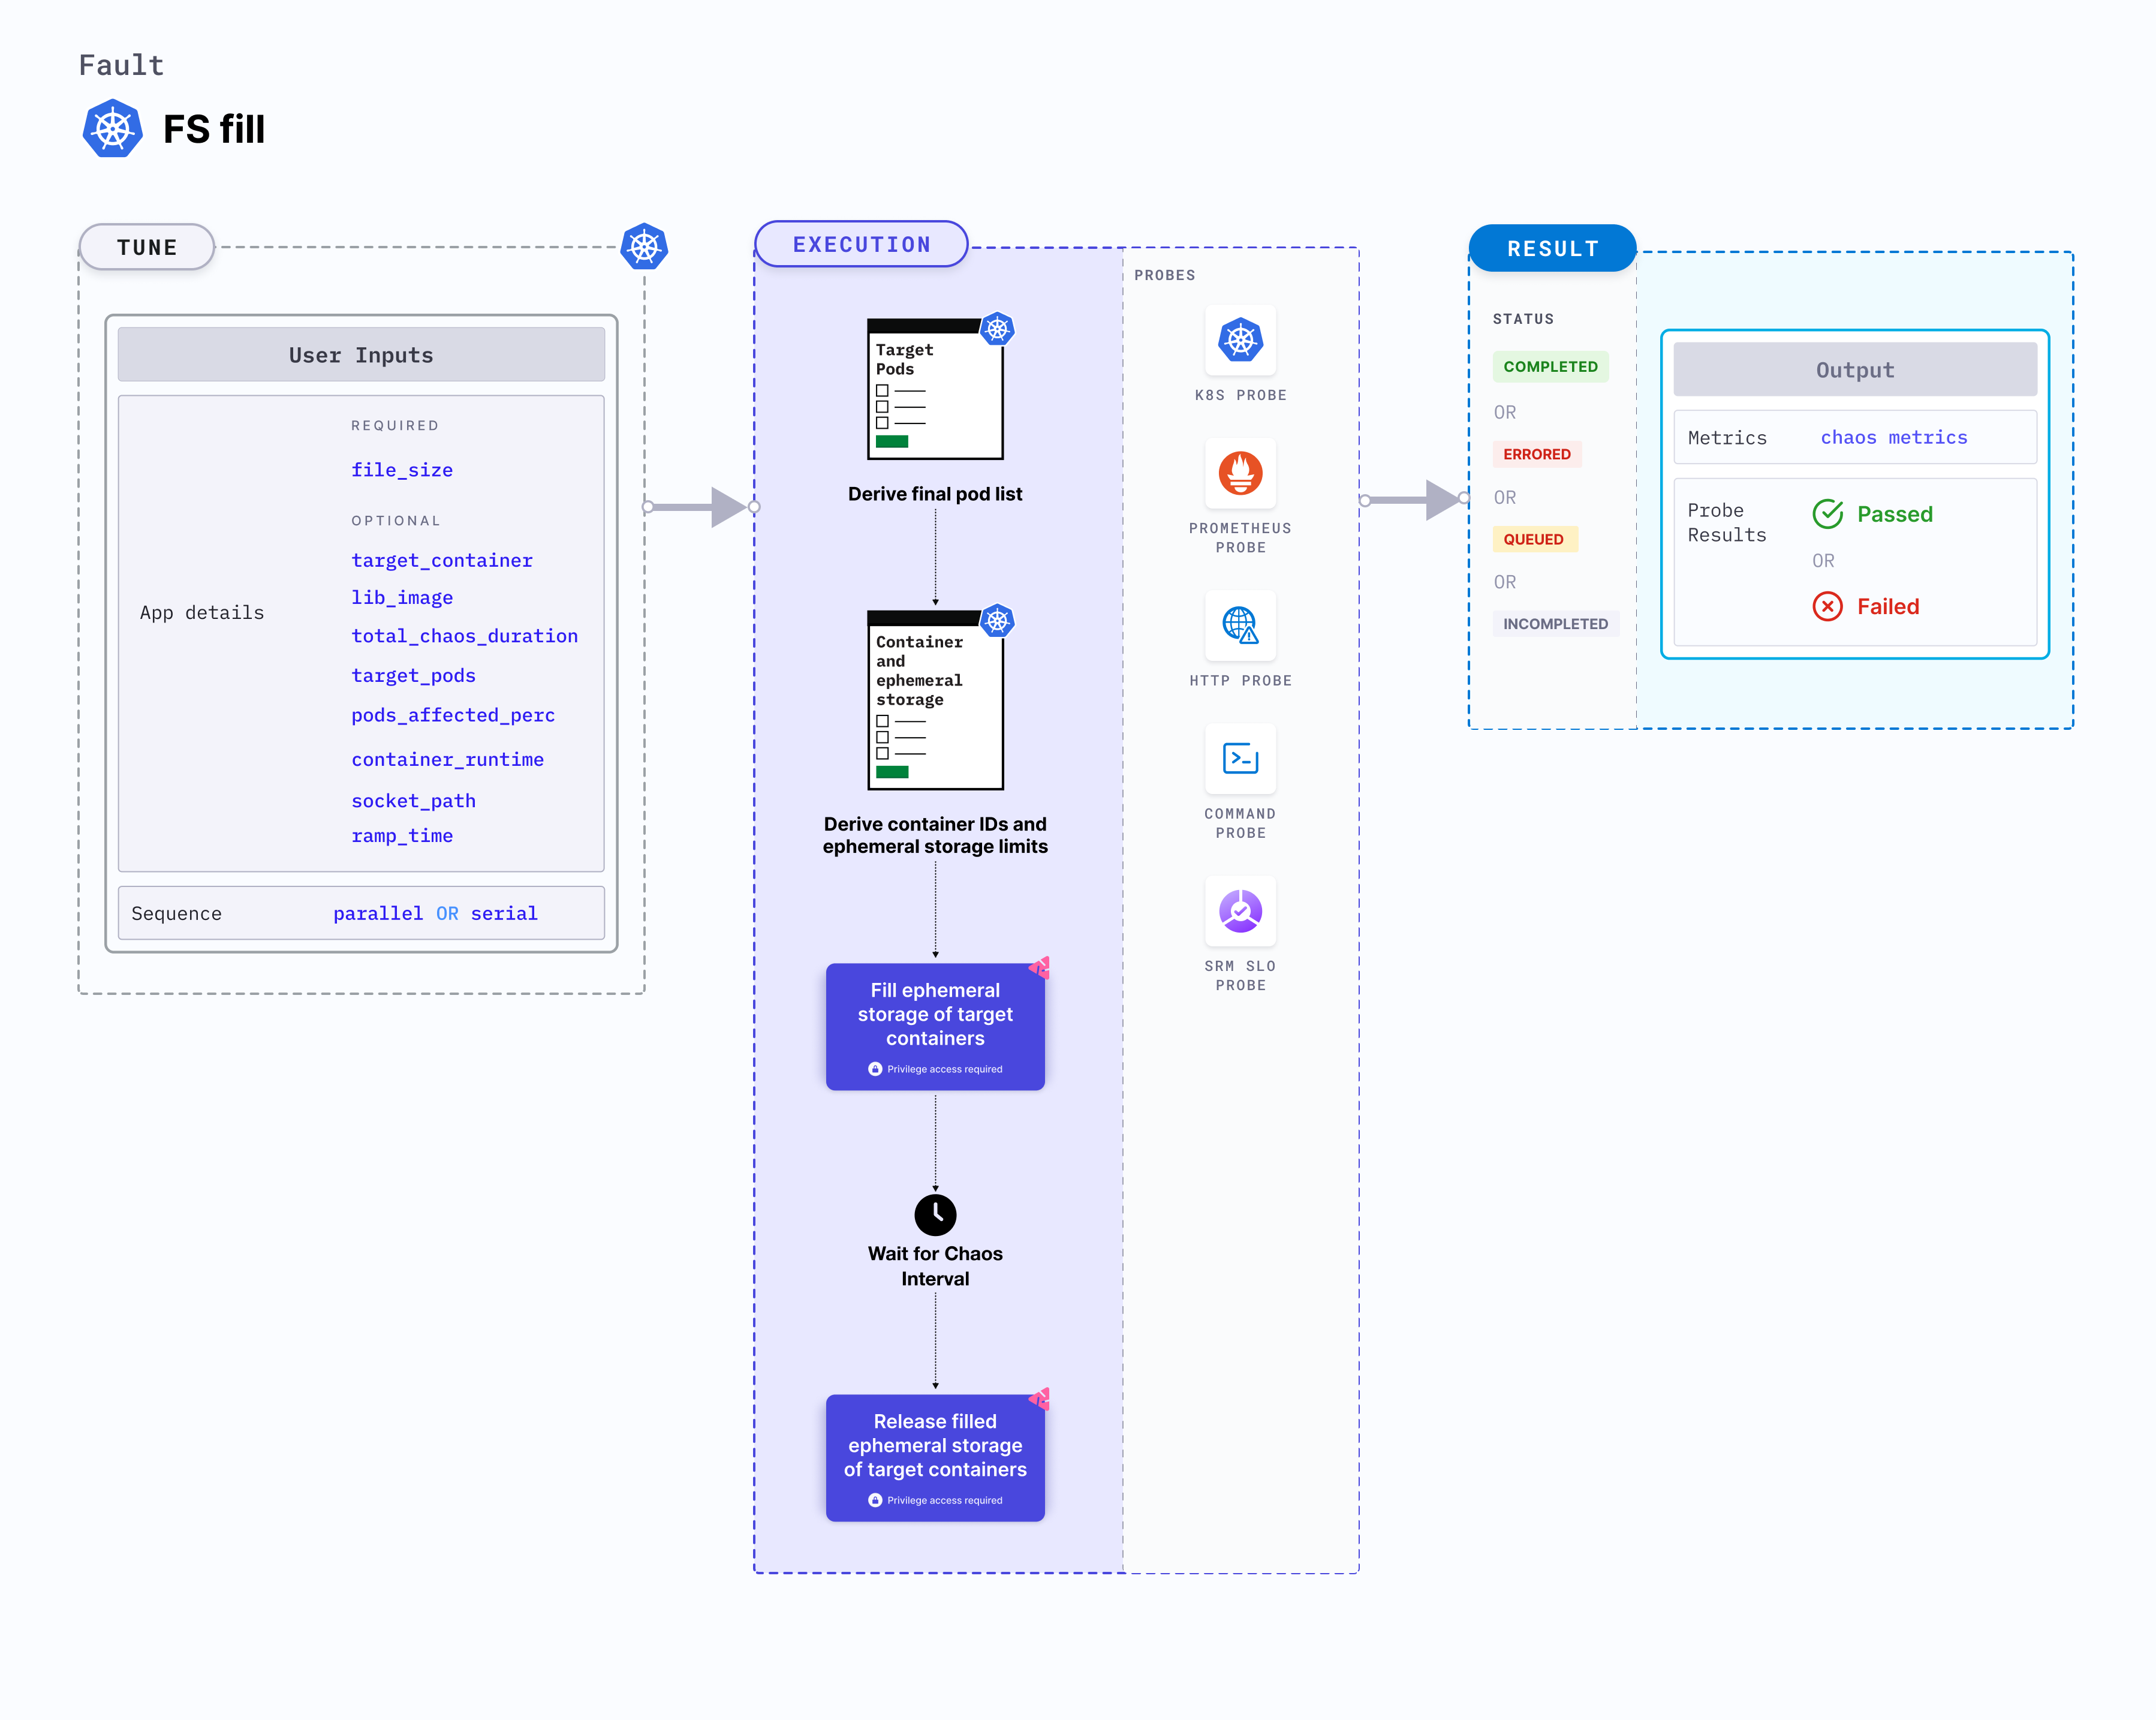 Fault
FS fill
TUNE
User Inputs
App details
REQUIRED
file_size
OPTIONAL
target_container
lib_image
total_chaos_duration
target_pods
pods_affected_perc
container_runtime
socket_path
ramp_time
Sequence parallel OR serial
EXECUTION
Target
Pods
Derive final pod list
Container
and
ephemeral
storage
Derive container IDs and
ephemeral storage limits
Fill ephemeral
storage of target
containers
Privilege access required
Wait for Chaos
Interval
Release filled
ephemeral storage
of target containers
Privilege access required
PROBES
K8S PROBE
PROMETHEUS
PROBE
HTTP PROBE
COMMAND
PROBE
SRM SLO
PROBE
RESULT
STATUS
COMPLETED
OR
ERRORED
OR
QUEUED
OR
INCOMPLETED
Output
Metrics chaos metrics
Probe
Results
Passed
OR
Failed